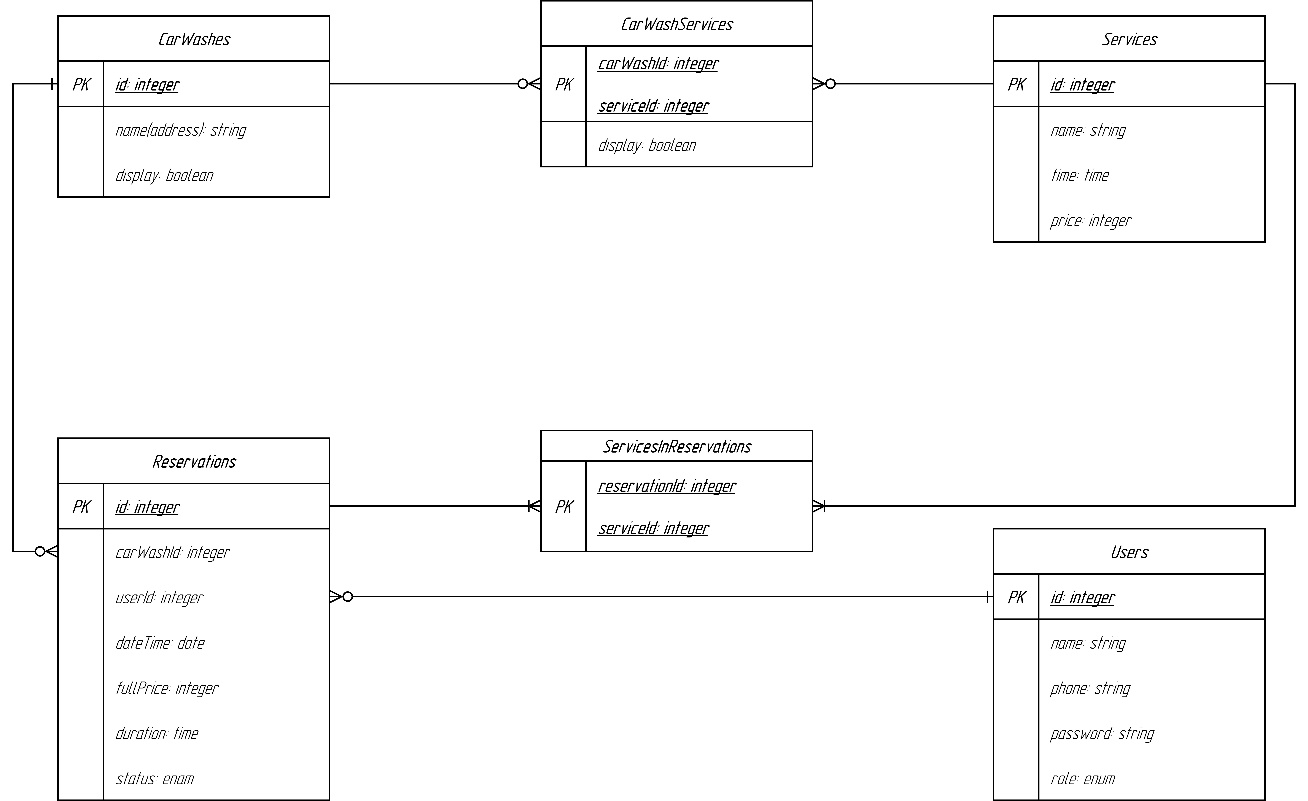 CarWashes
PK id: integer
name(address): string
display: boolean
CarWashServices
PK
carWashId: integer
serviceId: integer
display: boolean
Services
PK id: integer
name: string
time: time
price: integer
Reservations
PK id: integer
carWashId: integer
userId: integer
dateTime: date
fullPrice: integer
duration: time
status: enam
ServicesInReservations
PK
reservationId: integer
serviceId: integer
Users
PK id: integer
name: string
phone: string
password: string
role: enum